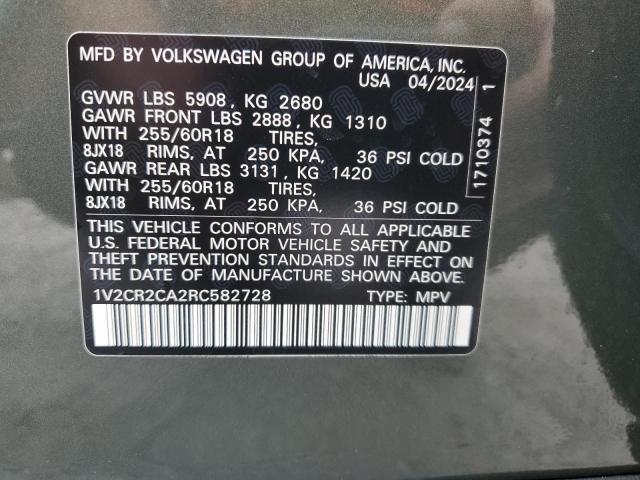 MFD BY VOLKSWAGEN GROUP OF AMERICA, INC.
USA 04/2024
GVWR LBS 5908, KG 2680
GAWR FRONT LBS 2888, KG 1310
WITH 255/60R18 TIRES,
8JX18 RIMS, AT 250 KPA, 36 PSI COLD
GAWR REAR LBS 3131, KG 1420
WITH 255/60R18 TIRES,
8JX18 RIMS, AT 250 KPA, 36 PSI COLD
THIS VEHICLE CONFORMS TO ALL APPLICABLE
U.S. FEDERAL MOTOR VEHICLE SAFETY AND
THEFT PREVENTION STANDARDS IN EFFECT ON
THE DATE OF MANUFACTURE SHOWN ABOVE.
1V2CR2CA2RC582728 TYPE: MPV
1710374 1